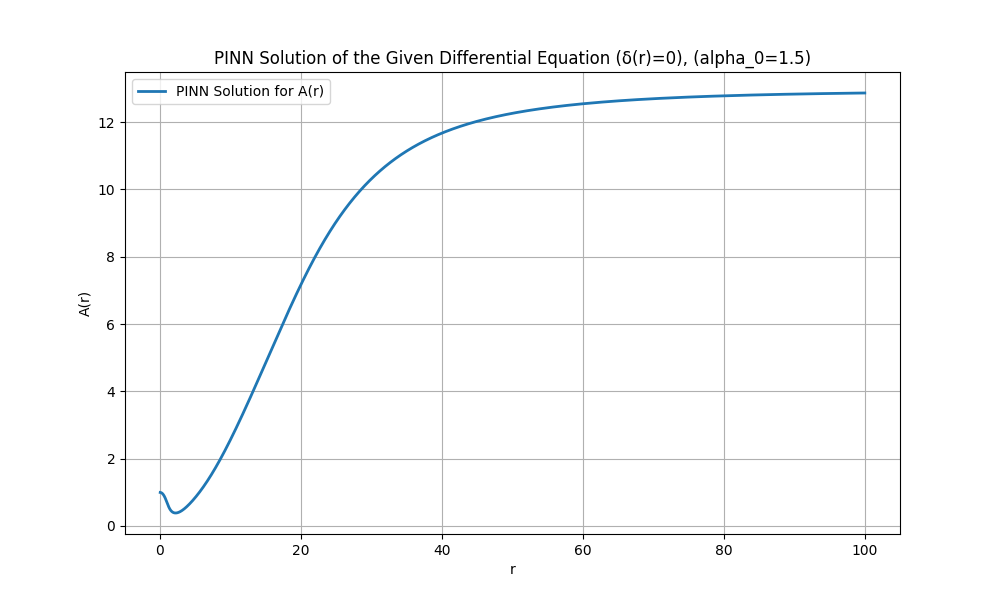 PINN Solution of the Given Differential Equation (δ(r)=0), (alpha_0=1.5)
PINN Solution for A(r)
12
10
8
6
4
2
0
A(r)
0 20 40 60 80 100
r